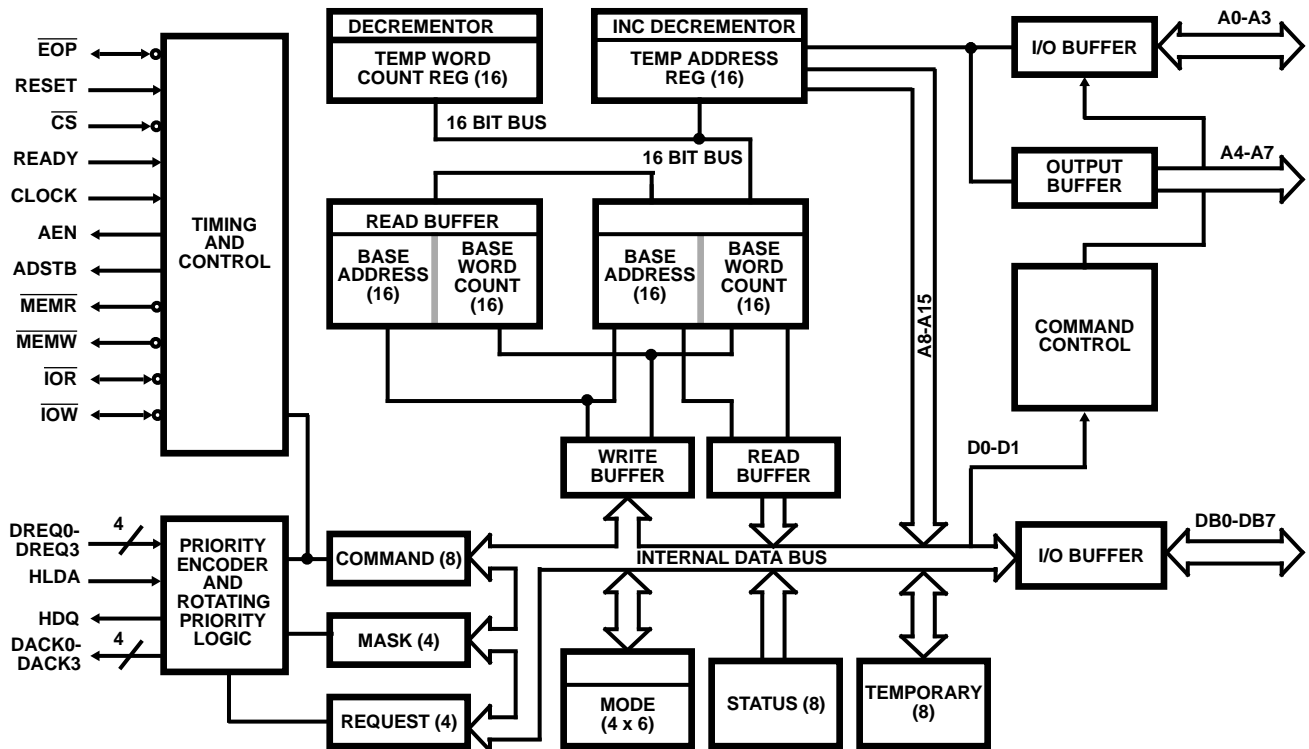 EOP
RESET
CS
READY
CLOCK
AEN
ADSTB
MEMR
MEMW
IOR
IOW
TIMING
AND
CONTROL
DECREMENTOR
TEMP WORD
COUNT REG (16)
INC DECREMENTOR
TEMP ADDRESS
REG (16)
16 BIT BUS
16 BIT BUS
READ BUFFER
BASE
ADDRESS
(16)
BASE
WORD
COUNT
(16)
BASE
ADDRESS
(16)
BASE
WORD
COUNT
(16)
WRITE
BUFFER
READ
BUFFER
A8-A15
I/O BUFFER
A0-A3
OUTPUT
BUFFER
A4-A7
COMMAND
CONTROL
D0-D1
DREQ0-
DREQ3
4
HLDA
HDQ
DACK0-
DACK3
4
PRIORITY
ENCODER
AND
ROTATING
PRIORITY
LOGIC
COMMAND (8)
MASK (4)
REQUEST (4)
INTERNAL DATA BUS
I/O BUFFER
DB0-DB7
MODE
(4 x 6)
STATUS (8)
TEMPORARY
(8)